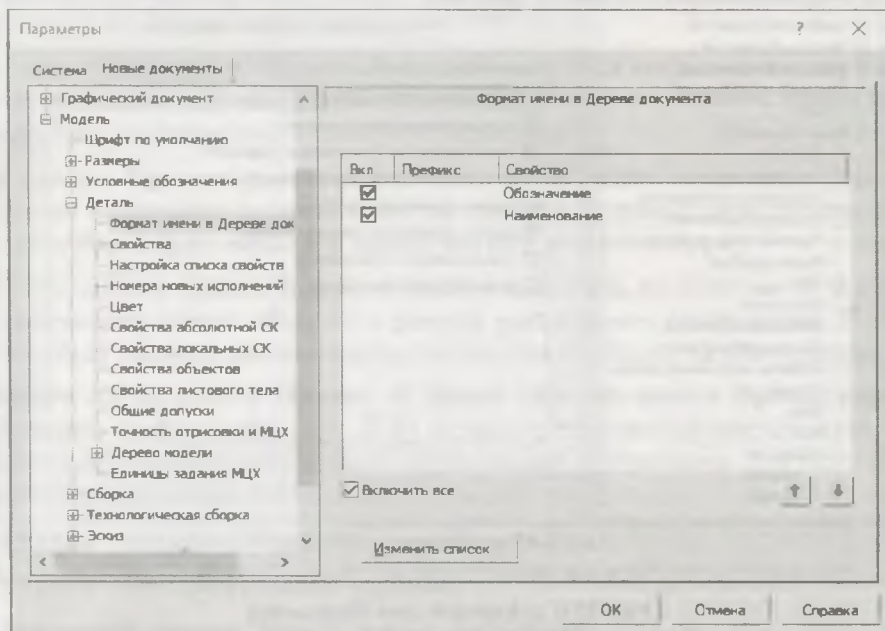 Параметры ? ×
Система Новые документы
Графический документ
Модель
Шрифт по умолчанию
Размеры
Условные обозначения
Деталь
Формат имени в Дереве док
Свойства
Настройка списка свойств
Номера новых исполнений
Цвет
Свойства абсолютной СК
Свойства локальных СК
Свойства объектов
Свойства листового тела
Общие допуски
Точность отрисовки и МЦХ
Дерево модели
Единицы задания МЦХ
Сборка
Технологическая сборка
Эскиз
Формат имени в Дереве документа
Вкл Префикс Свойство
Обозначение
Наименование
Включить все
Изменить список
ОК Отмена Справка